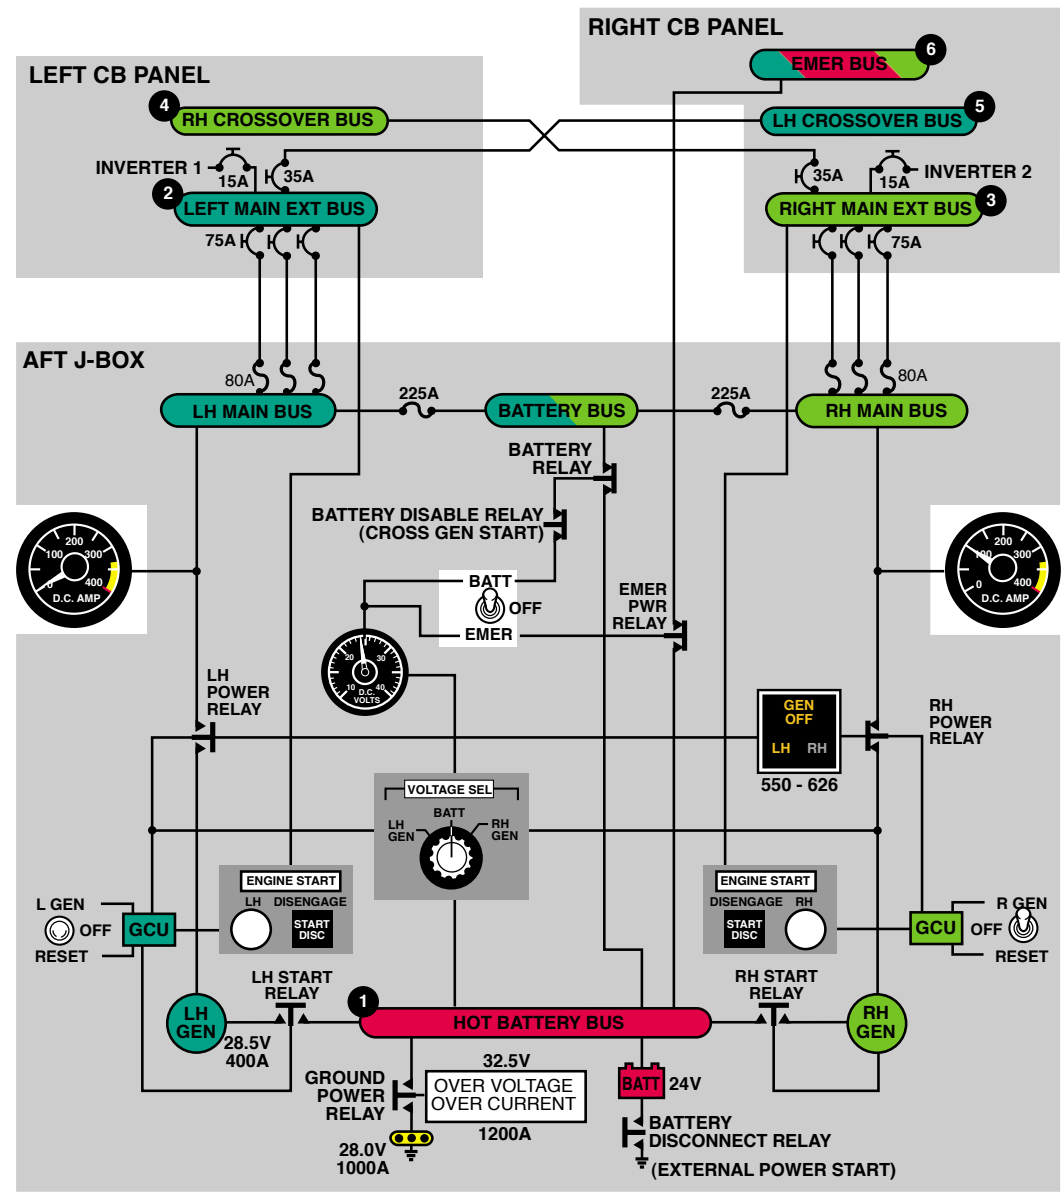 RIGHT CB PANEL
6
EMER BUS
LEFT CB PANEL
4
RH CROSSOVER BUS
5
LH CROSSOVER BUS
INVERTER 1
15A
35A
35A
15A
INVERTER 2
2
LEFT MAIN EXT BUS
RIGHT MAIN EXT BUS
3
75A
75A
AFT J-BOX
80A
80A
LH MAIN BUS
225A
BATTERY BUS
225A
RH MAIN BUS
BATTERY
RELAY
BATTERY DISABLE RELAY
(CROSS GEN START)
0
100
200
300
400
D.C. AMP
0
100
200
300
400
D.C. AMP
BATT
OFF
EMER
EMER
PWR
RELAY
10
20
30
40
D.C.
VOLTS
LH
POWER
RELAY
GEN
OFF
LH RH
550 - 626
RH
POWER
RELAY
VOLTAGE SEL
BATT
LH
GEN
RH
GEN
ENGINE START
LH DISENGAGE
START
DISC
ENGINE START
DISENGAGE RH
START
DISC
L GEN
OFF
RESET
GCU
GCU
R GEN
OFF
RESET
LH START
RELAY
RH START
RELAY
LH
GEN
28.5V
400A
1
HOT BATTERY BUS
RH
GEN
GROUND
POWER
RELAY
32.5V
OVER VOLTAGE
OVER CURRENT
1200A
28.0V
1000A
BATT
24V
BATTERY
DISCONNECT RELAY
(EXTERNAL POWER START)